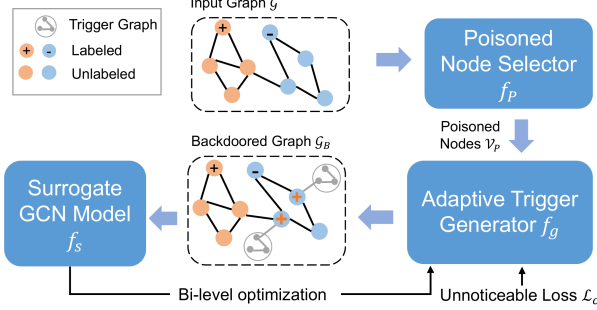 Input Graph 𝒢
Trigger Graph
+ - Labeled
Unlabeled
+
-
Poisoned
Node Selector
f_P
Poisoned
Nodes 𝒱_P
Backdoored Graph 𝒢_B
+
-
+
+
Surrogate
GCN Model
f_s
Adaptive Trigger
Generator f_g
Bi-level optimization
Unnoticeable Loss ℒ_c